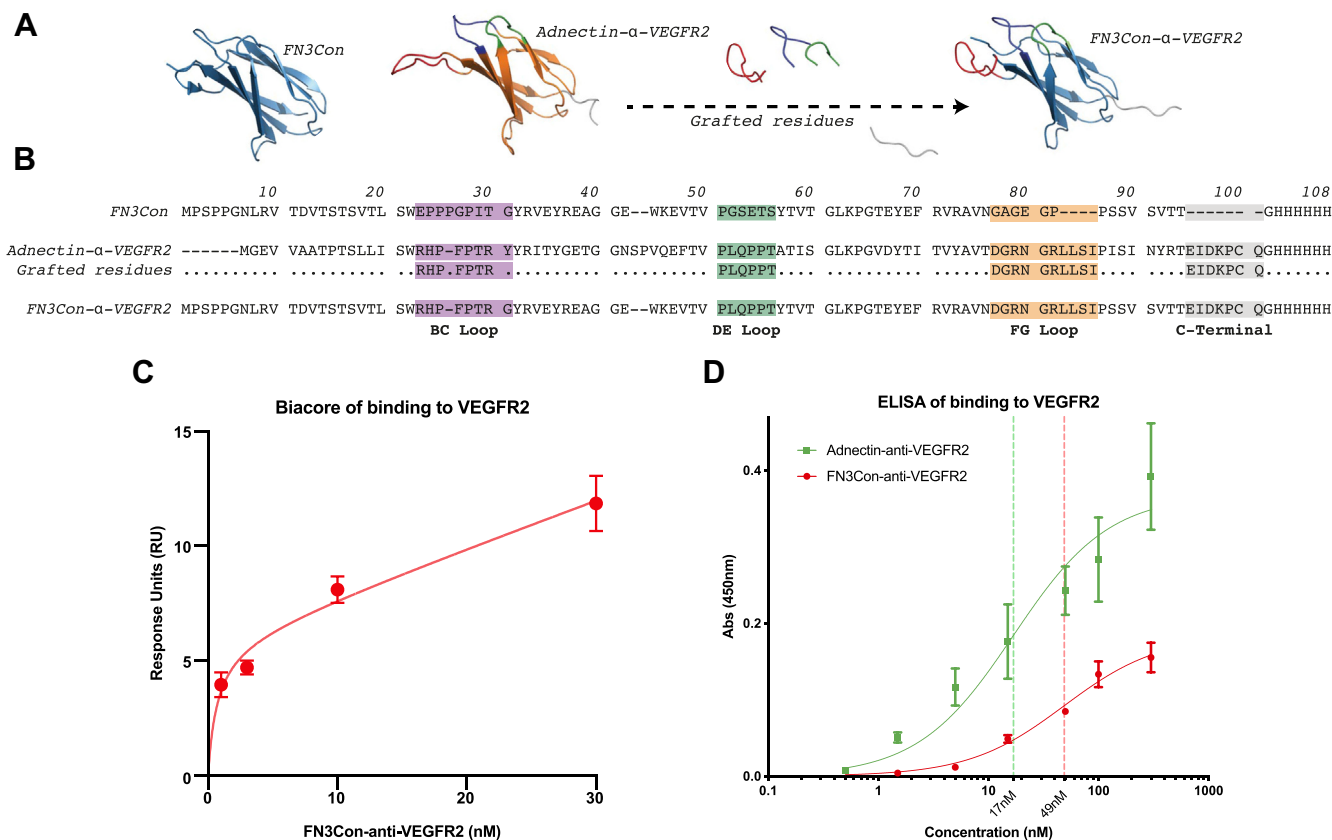 A
FN3Con
Adnectin-α-VEGFR2
Grafted residues
FN3Con-α-VEGFR2
B
10 20 30 40 50 60 70 80 90 100 108
FN3Con MPSPPGNLRV TDVTSTSVTL SWEPPPGPIT GYRVEYREAG GE--WKEVTV PGSETSYTVT GLKPGTEYEF RVRAVNGAGE GP----PPSSV SVTT------ -GHHHHHH
Adnectin-α-VEGFR2 ------MGEV VAATPTSLLI SWRHP-FPTR YYRITYGETG GNSPVQEFTV PLQPPTATIS GLKPGVDYTI TVYAVTDGRN GRLLSIPISI NYRTEIDKPC QGHHHHHH
Grafted residues .......... .......... ..RHP.FPTR .......... .......... PLQPPT.... .......... ......DGRN GRLLSI.... ....EIDKPC Q.......
FN3Con-α-VEGFR2 MPSPPGNLRV TDVTSTSVTL SWRHP-FPTR GYRVEYREAG GE--WKEVTV PLQPPTYTVT GLKPGTEYEF RVRAVNDGRN GRLLSIPSSV SVTTEIDKPC QGHHHHHH
BC Loop DE Loop FG Loop C-Terminal
C
Biacore of binding to VEGFR2
Response Units (RU)
15
10
5
0
0 10 20 30
FN3Con-anti-VEGFR2 (nM)
D
ELISA of binding to VEGFR2
Adnectin-anti-VEGFR2
FN3Con-anti-VEGFR2
Abs (450nm)
0.4
0.2
0.0
0.1 1 10 17nM 49nM 100 1000
Concentration (nM)